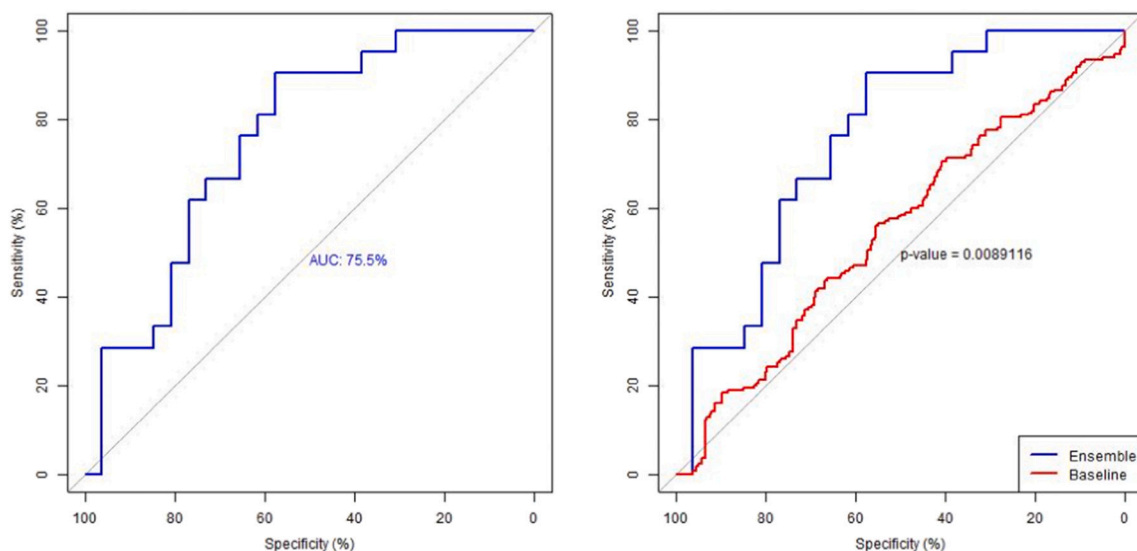 Sensitivity (%)
100
80
60
40
20
0
AUC: 75.5%
100 80 60 40 20 0
Specificity (%)
Sensitivity (%)
100
80
60
40
20
0
p-value = 0.0089116
Ensemble
Baseline
100 80 60 40 20 0
Specificity (%)